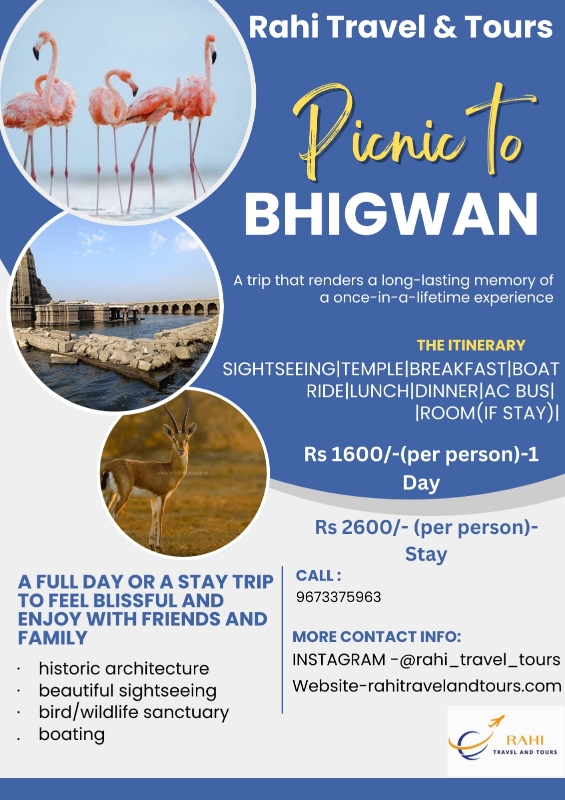 Rahi Travel & Tours
Picnic to
BHIGWAN
A trip that renders a long-lasting memory of
a once-in-a-lifetime experience
THE ITINERARY
SIGHTSEEING|TEMPLE|BREAKFAST|BOAT
RIDE|LUNCH|DINNER|AC BUS|
|ROOM(IF STAY)|
Rs 1600/-(per person)-1
Day
Rs 2600/- (per person)-
Stay
A FULL DAY OR A STAY TRIP
TO FEEL BLISSFUL AND
ENJOY WITH FRIENDS AND
FAMILY
· historic architecture
· beautiful sightseeing
· bird/wildlife sanctuary
. boating
CALL :
9673375963
MORE CONTACT INFO:
INSTAGRAM -@rahi_travel_tours
Website-rahitravelandtours.com
RAHI
TRAVEL AND TOURS